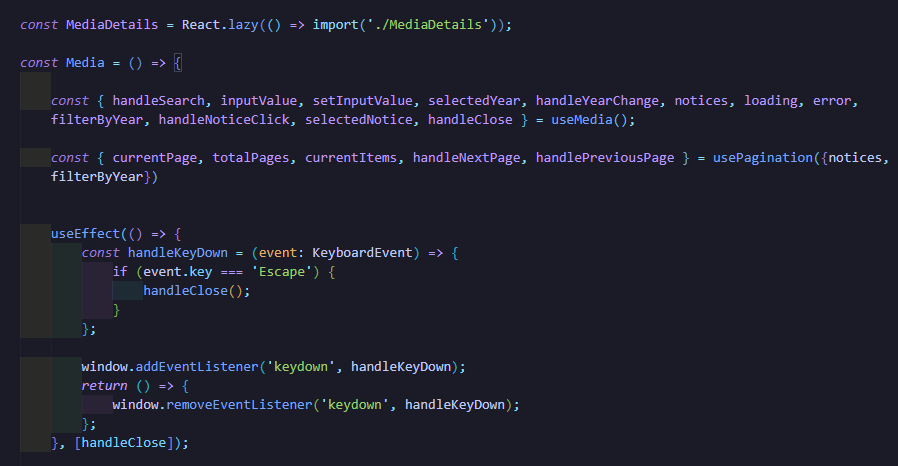 const MediaDetails = React.lazy(() => import('./MediaDetails'));
const Media = () => {
const { handleSearch, inputValue, setInputValue, selectedYear, handleYearChange, notices, loading, error,
filterByYear, handleNoticeClick, selectedNotice, handleClose } = useMedia();
const { currentPage, totalPages, currentItems, handleNextPage, handlePreviousPage } = usePagination({notices,
filterByYear})
useEffect(() => {
const handleKeyDown = (event: KeyboardEvent) => {
if (event.key === 'Escape') {
handleClose();
}
};
window.addEventListener('keydown', handleKeyDown);
return () => {
window.removeEventListener('keydown', handleKeyDown);
};
}, [handleClose]);